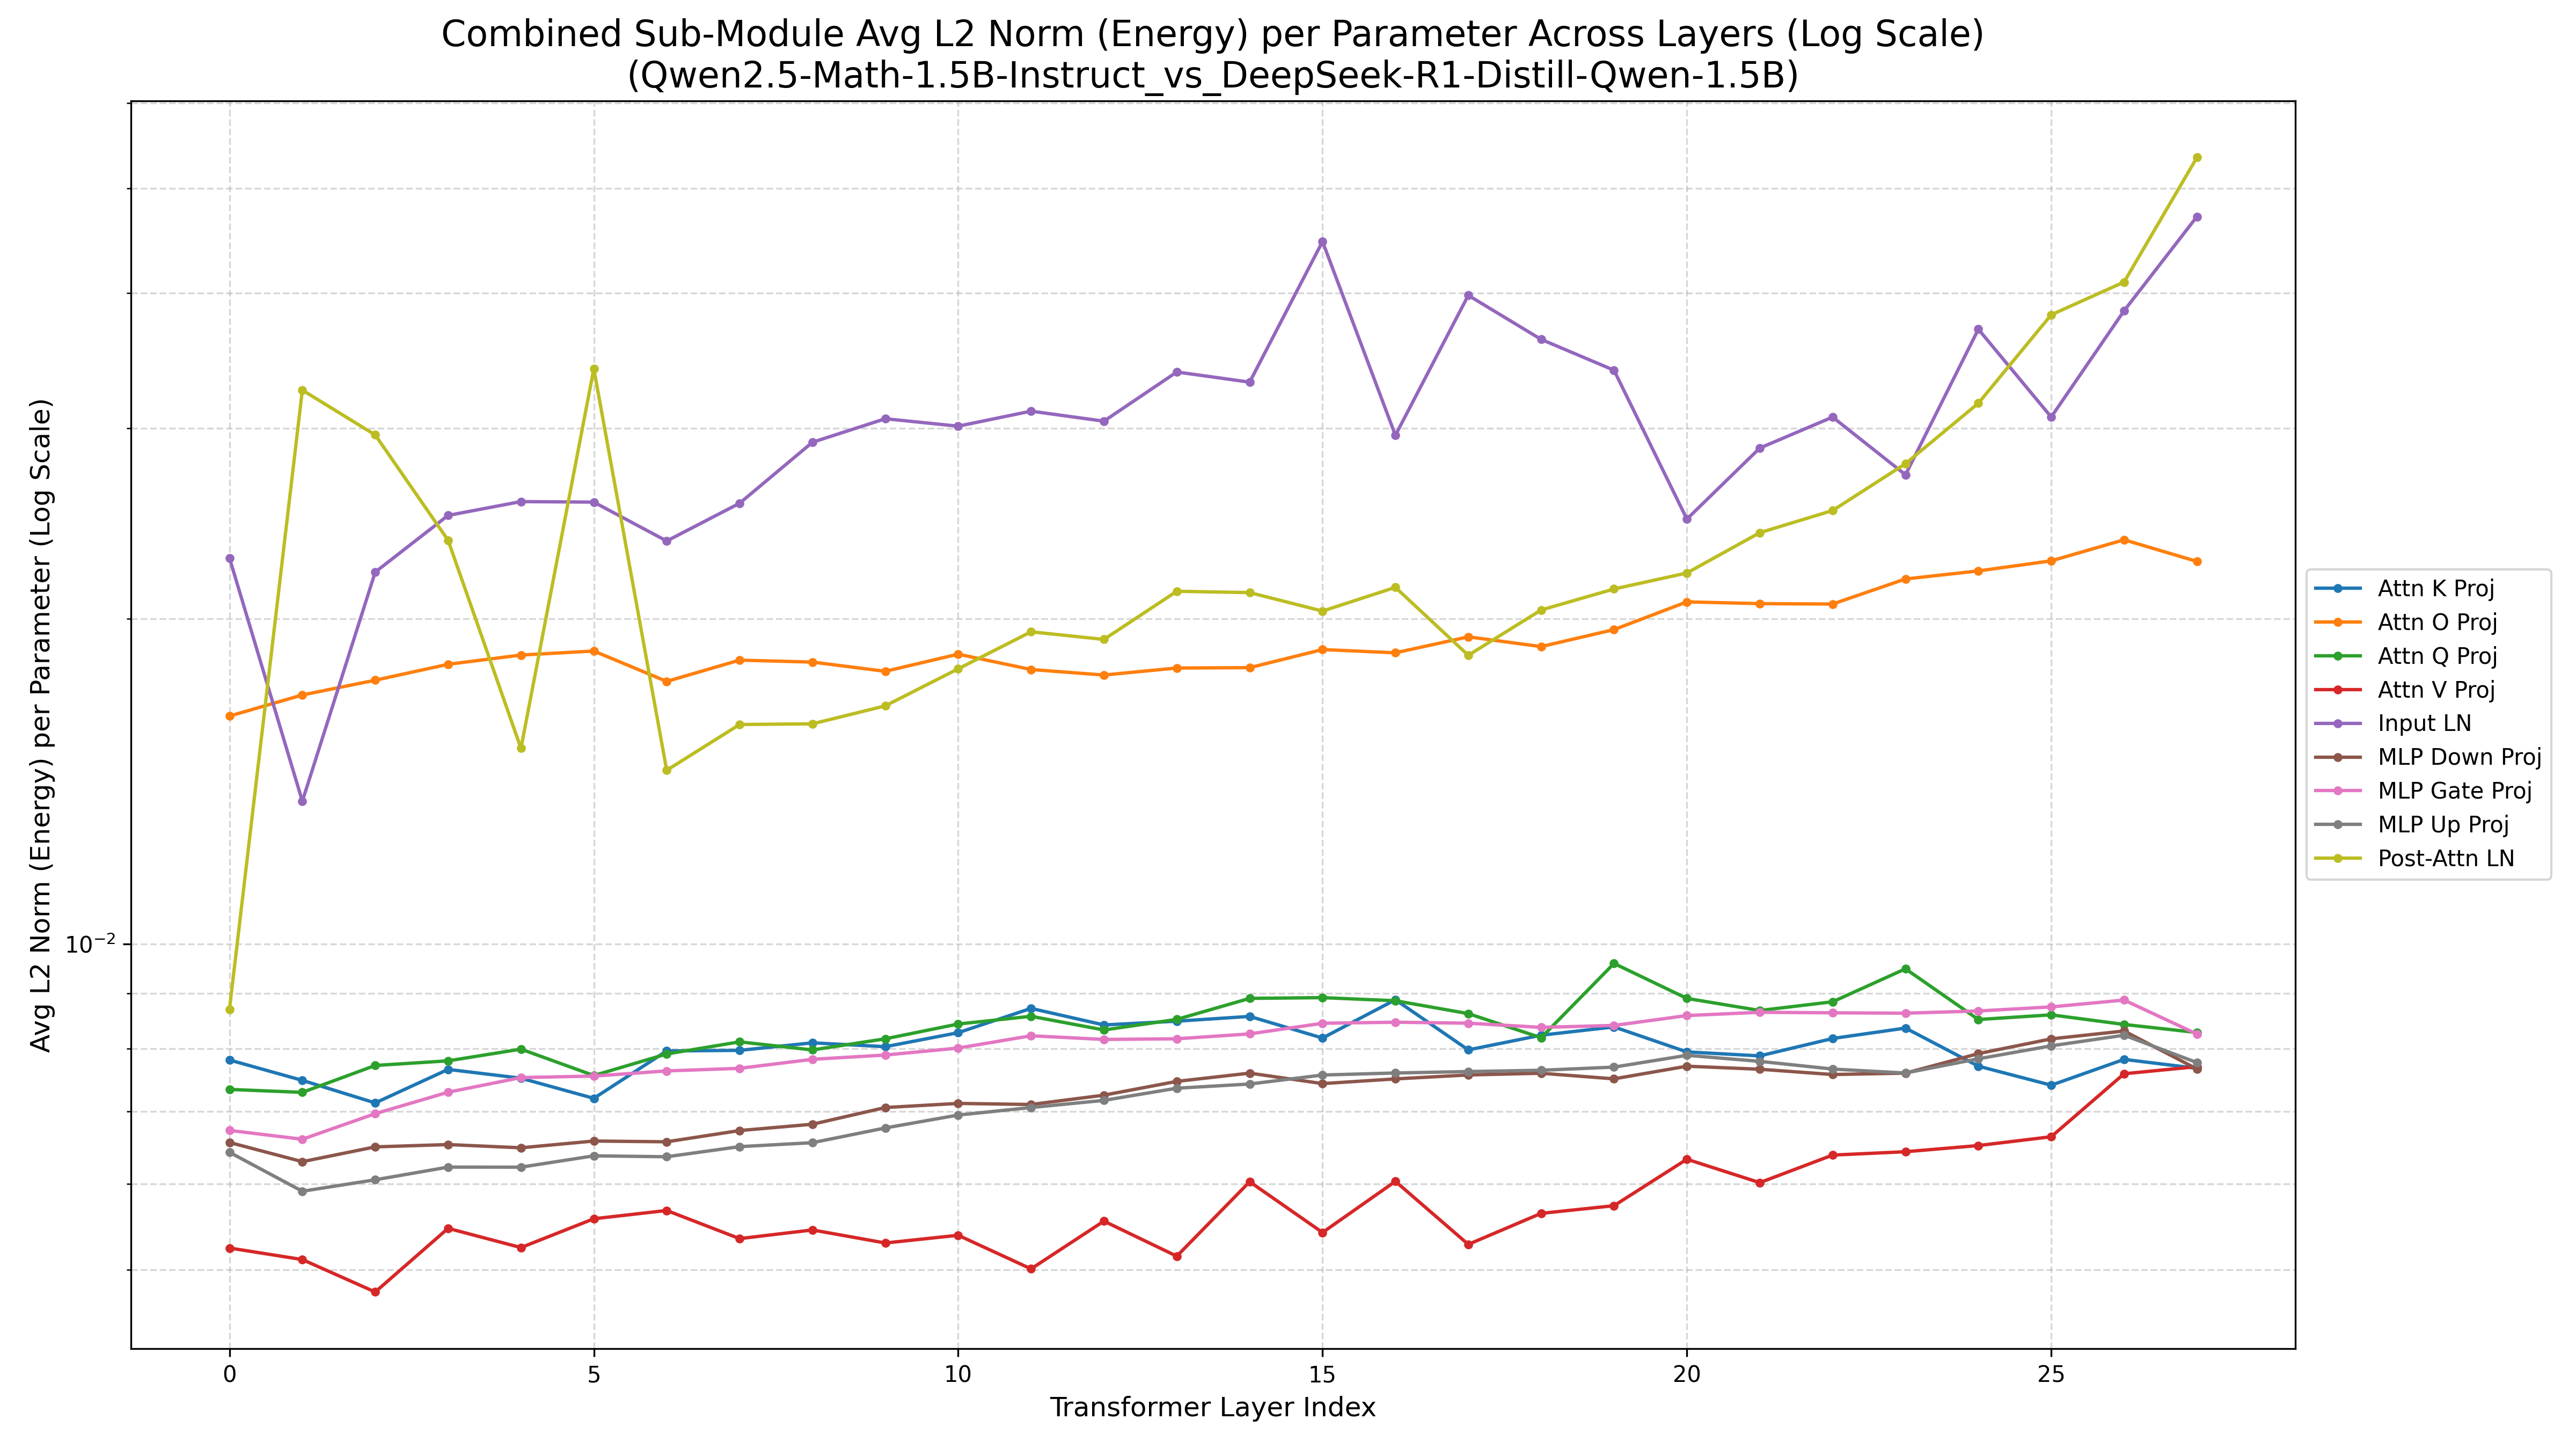 Combined Sub-Module Avg L2 Norm (Energy) per Parameter Across Layers (Log Scale)
(Qwen2.5-Math-1.5B-Instruct_vs_DeepSeek-R1-Distill-Qwen-1.5B)
Avg L2 Norm (Energy) per Parameter (Log Scale)
10⁻²
Attn K Proj
Attn O Proj
Attn Q Proj
Attn V Proj
Input LN
MLP Down Proj
MLP Gate Proj
MLP Up Proj
Post-Attn LN
0 5 10 15 20 25
Transformer Layer Index